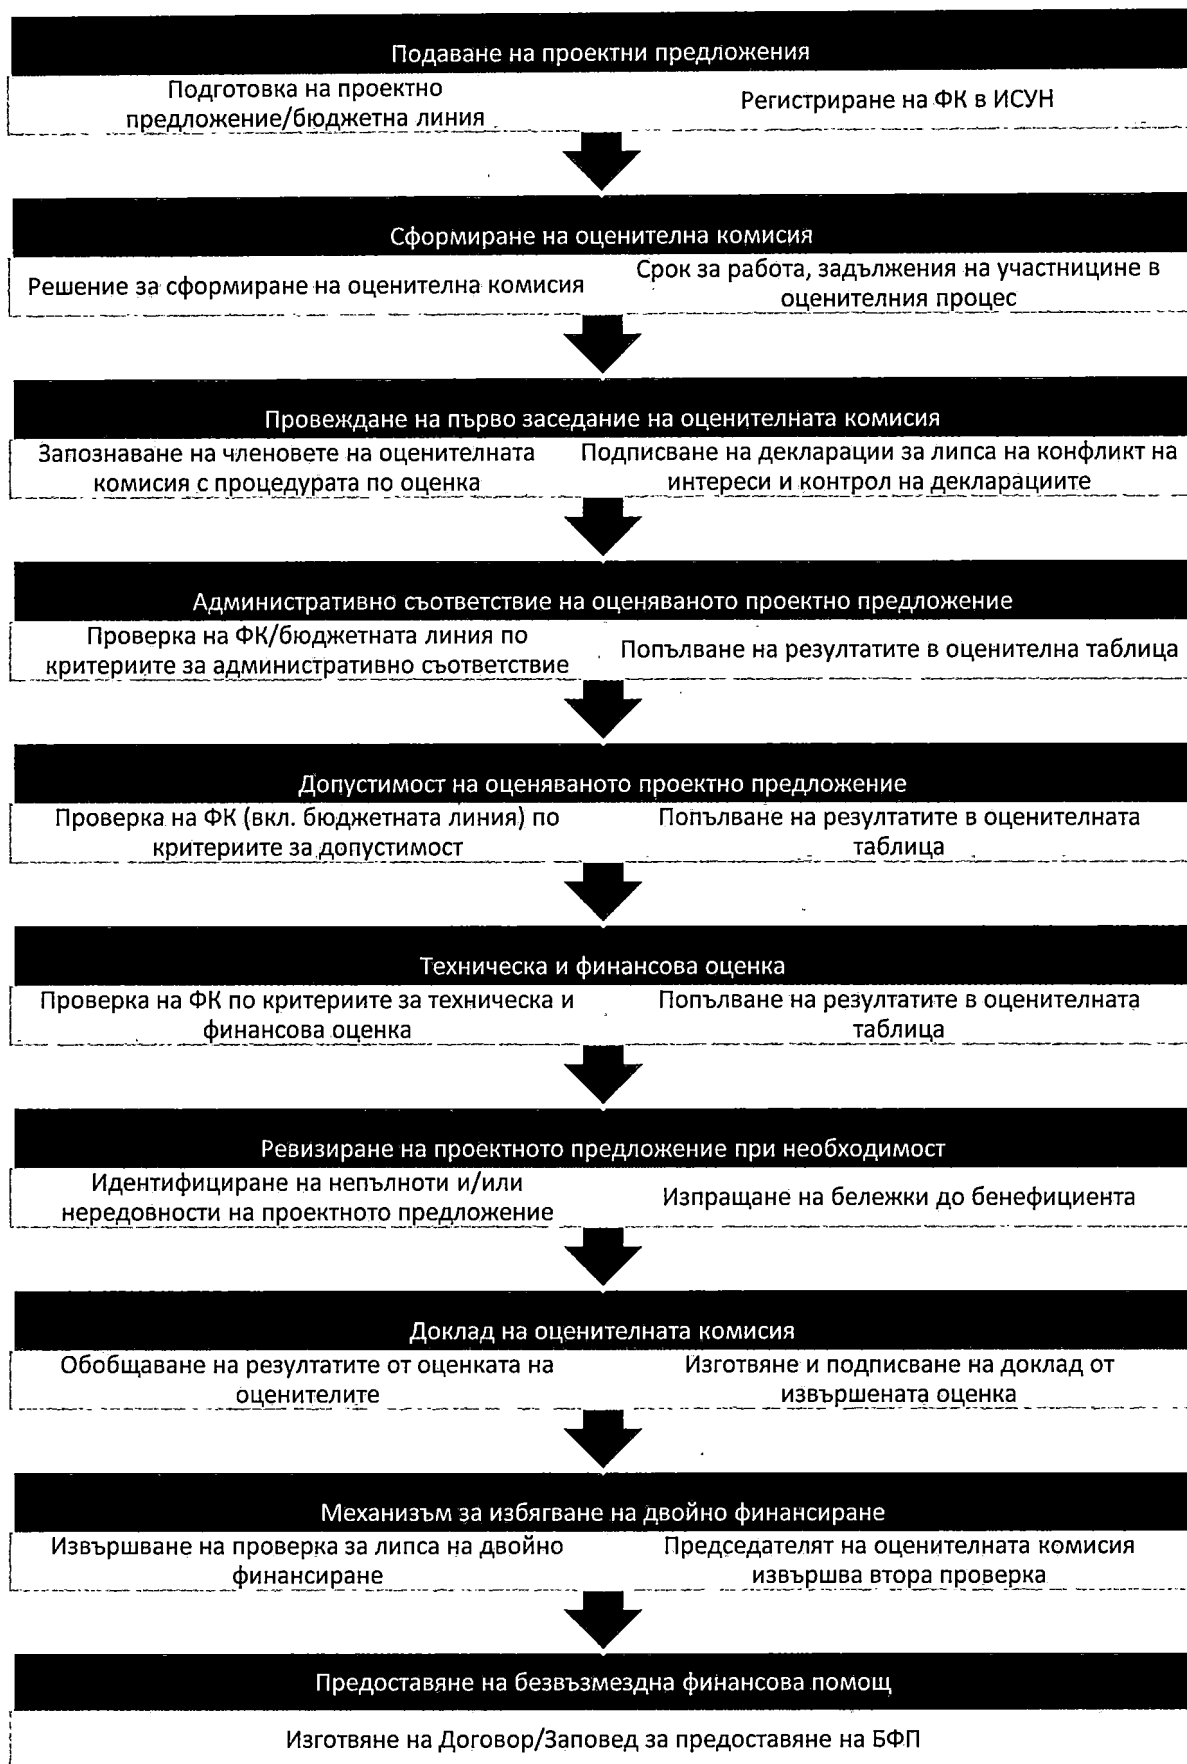 Подаване на проектни предложения
Подготовка на проектно
предложение/бюджетна линия
Регистриране на ФК в ИСУН
Сформиране на оценителна комисия
Решение за сформиране на оценителна комисия
Срок за работа, задължения на участницине в
оценителния процес
Провеждане на първо заседание на оценителната комисия
Запознаване на членовете на оценителната
комисия с процедурата по оценка
Подписване на декларации за липса на конфликт на
интереси и контрол на декларациите
Административно съответствие на оценяваното проектно предложение
Проверка на ФК/бюджетната линия по
критериите за административно съответствие
Попълване на резултатите в оценителна таблица
Допустимост на оценяваното проектно предложение
Проверка на ФК (вкл. бюджетната линия) по
критериите за допустимост
Попълване на резултатите в оценителната
таблица
Техническа и финансова оценка
Проверка на ФК по критериите за техническа и
финансова оценка
Попълване на резултатите в оценителната
таблица
Ревизиране на проектното предложение при необходимост
Идентифициране на непълноти и/или
нередовности на проектното предложение
Изпращане на бележки до бенефициента
Доклад на оценителната комисия
Обобщаване на резултатите от оценката на
оценителите
Изготвяне и подписване на доклад от
извършената оценка
Механизъм за избягване на двойно финансиране
Извършване на проверка за липса на двойно
финансиране
Председателят на оценителната комисия
извършва втора проверка
Предоставяне на безвъзмездна финансова помощ
Изготвяне на Договор/Заповед за предоставяне на БФП